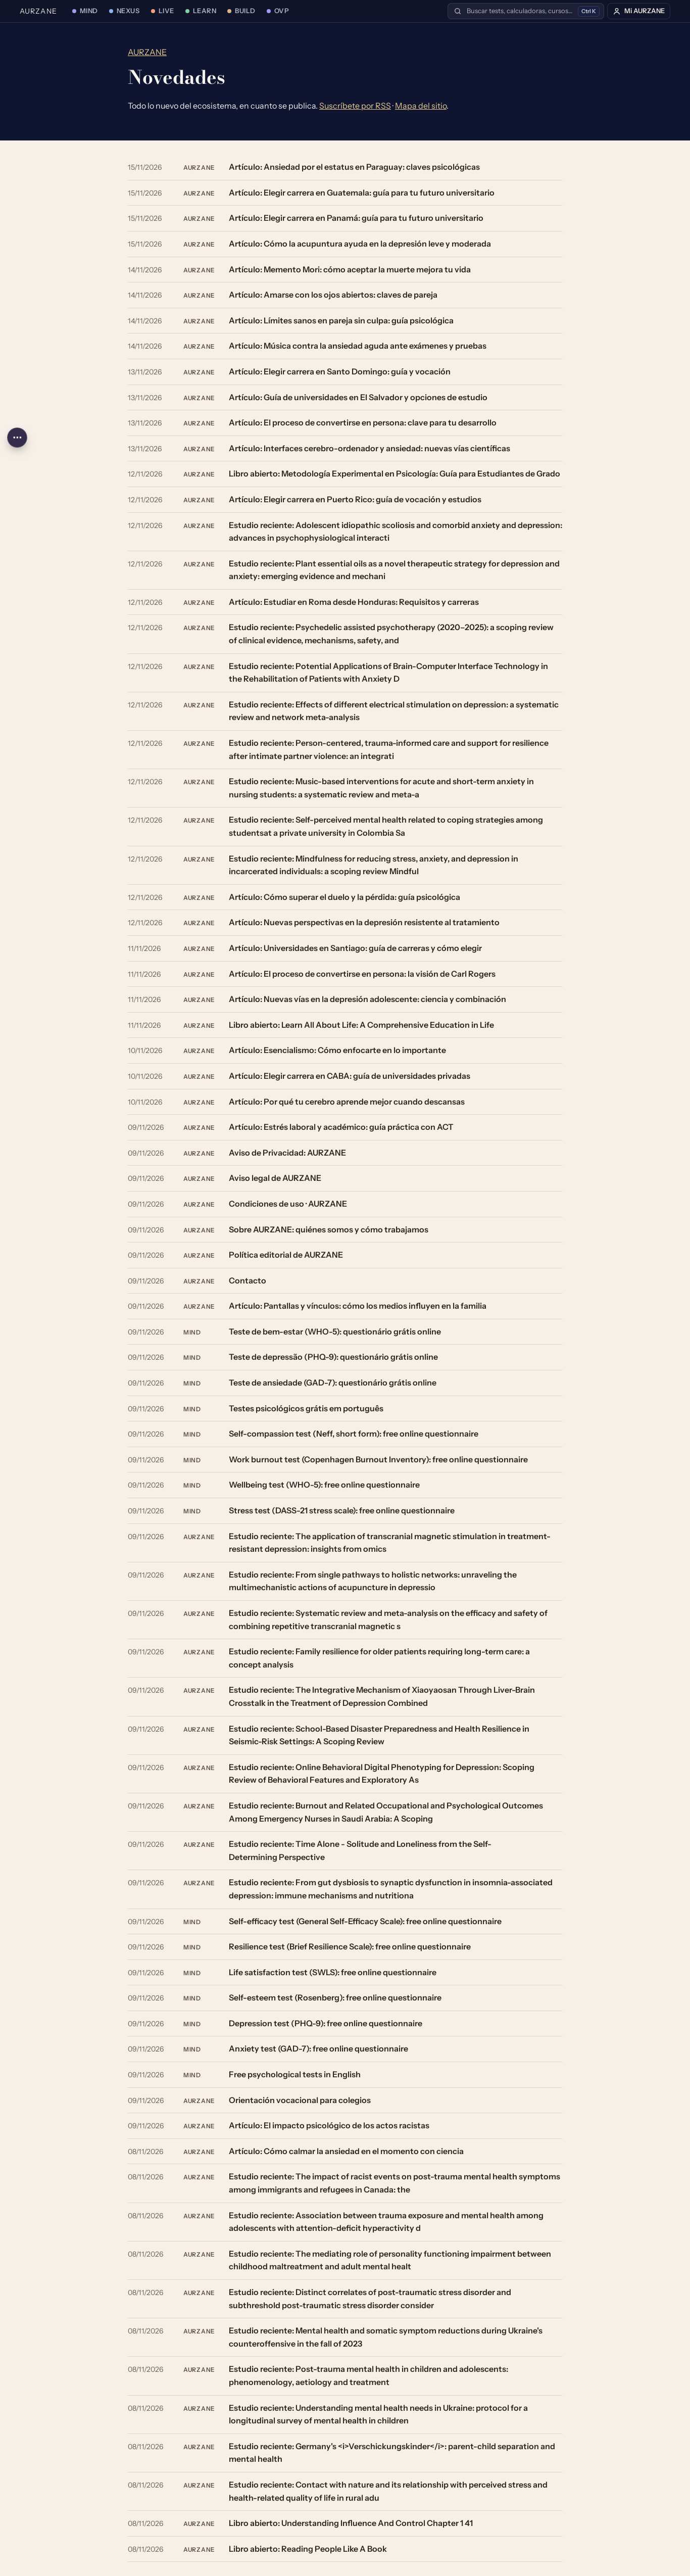 AURZANE MIND NEXUS LIVE LEARN BUILD OVP Buscar tests, calculadoras, cursos... Ctrl K Mi AURZANE
AURZANE
Novedades
Todo lo nuevo del ecosistema, en cuanto se publica. Suscríbete por RSS · Mapa del sitio.
15/11/2026 AURZANE Artículo: Ansiedad por el estatus en Paraguay: claves psicológicas
15/11/2026 AURZANE Artículo: Elegir carrera en Guatemala: guía para tu futuro universitario
15/11/2026 AURZANE Artículo: Elegir carrera en Panamá: guía para tu futuro universitario
15/11/2026 AURZANE Artículo: Cómo la acupuntura ayuda en la depresión leve y moderada
14/11/2026 AURZANE Artículo: Memento Mori: cómo aceptar la muerte mejora tu vida
14/11/2026 AURZANE Artículo: Amarse con los ojos abiertos: claves de pareja
14/11/2026 AURZANE Artículo: Límites sanos en pareja sin culpa: guía psicológica
14/11/2026 AURZANE Artículo: Música contra la ansiedad aguda ante exámenes y pruebas
13/11/2026 AURZANE Artículo: Elegir carrera en Santo Domingo: guía y vocación
13/11/2026 AURZANE Artículo: Guía de universidades en El Salvador y opciones de estudio
13/11/2026 AURZANE Artículo: El proceso de convertirse en persona: clave para tu desarrollo
13/11/2026 AURZANE Artículo: Interfaces cerebro-ordenador y ansiedad: nuevas vías científicas
12/11/2026 AURZANE Libro abierto: Metodología Experimental en Psicología: Guía para Estudiantes de Grado
12/11/2026 AURZANE Artículo: Elegir carrera en Puerto Rico: guía de vocación y estudios
12/11/2026 AURZANE Estudio reciente: Adolescent idiopathic scoliosis and comorbid anxiety and depression:
advances in psychophysiological interacti
12/11/2026 AURZANE Estudio reciente: Plant essential oils as a novel therapeutic strategy for depression and
anxiety: emerging evidence and mechani
12/11/2026 AURZANE Artículo: Estudiar en Roma desde Honduras: Requisitos y carreras
12/11/2026 AURZANE Estudio reciente: Psychedelic assisted psychotherapy (2020–2025): a scoping review
of clinical evidence, mechanisms, safety, and
12/11/2026 AURZANE Estudio reciente: Potential Applications of Brain-Computer Interface Technology in
the Rehabilitation of Patients with Anxiety D
12/11/2026 AURZANE Estudio reciente: Effects of different electrical stimulation on depression: a systematic
review and network meta-analysis
12/11/2026 AURZANE Estudio reciente: Person-centered, trauma-informed care and support for resilience
after intimate partner violence: an integrati
12/11/2026 AURZANE Estudio reciente: Music-based interventions for acute and short-term anxiety in
nursing students: a systematic review and meta-a
12/11/2026 AURZANE Estudio reciente: Self-perceived mental health related to coping strategies among
studentsat a private university in Colombia Sa
12/11/2026 AURZANE Estudio reciente: Mindfulness for reducing stress, anxiety, and depression in
incarcerated individuals: a scoping review Mindful
12/11/2026 AURZANE Artículo: Cómo superar el duelo y la pérdida: guía psicológica
12/11/2026 AURZANE Artículo: Nuevas perspectivas en la depresión resistente al tratamiento
11/11/2026 AURZANE Artículo: Universidades en Santiago: guía de carreras y cómo elegir
11/11/2026 AURZANE Artículo: El proceso de convertirse en persona: la visión de Carl Rogers
11/11/2026 AURZANE Artículo: Nuevas vías en la depresión adolescente: ciencia y combinación
11/11/2026 AURZANE Libro abierto: Learn All About Life: A Comprehensive Education in Life
10/11/2026 AURZANE Artículo: Esencialismo: Cómo enfocarte en lo importante
10/11/2026 AURZANE Artículo: Elegir carrera en CABA: guía de universidades privadas
10/11/2026 AURZANE Artículo: Por qué tu cerebro aprende mejor cuando descansas
09/11/2026 AURZANE Artículo: Estrés laboral y académico: guía práctica con ACT
09/11/2026 AURZANE Aviso de Privacidad: AURZANE
09/11/2026 AURZANE Aviso legal de AURZANE
09/11/2026 AURZANE Condiciones de uso · AURZANE
09/11/2026 AURZANE Sobre AURZANE: quiénes somos y cómo trabajamos
09/11/2026 AURZANE Política editorial de AURZANE
09/11/2026 AURZANE Contacto
09/11/2026 AURZANE Artículo: Pantallas y vínculos: cómo los medios influyen en la familia
09/11/2026 MIND Teste de bem-estar (WHO-5): questionário grátis online
09/11/2026 MIND Teste de depressão (PHQ-9): questionário grátis online
09/11/2026 MIND Teste de ansiedade (GAD-7): questionário grátis online
09/11/2026 MIND Testes psicológicos grátis em português
09/11/2026 MIND Self-compassion test (Neff, short form): free online questionnaire
09/11/2026 MIND Work burnout test (Copenhagen Burnout Inventory): free online questionnaire
09/11/2026 MIND Wellbeing test (WHO-5): free online questionnaire
09/11/2026 MIND Stress test (DASS-21 stress scale): free online questionnaire
09/11/2026 AURZANE Estudio reciente: The application of transcranial magnetic stimulation in treatment-
resistant depression: insights from omics
09/11/2026 AURZANE Estudio reciente: From single pathways to holistic networks: unraveling the
multimechanistic actions of acupuncture in depressio
09/11/2026 AURZANE Estudio reciente: Systematic review and meta-analysis on the efficacy and safety of
combining repetitive transcranial magnetic s
09/11/2026 AURZANE Estudio reciente: Family resilience for older patients requiring long-term care: a
concept analysis
09/11/2026 AURZANE Estudio reciente: The Integrative Mechanism of Xiaoyaosan Through Liver-Brain
Crosstalk in the Treatment of Depression Combined
09/11/2026 AURZANE Estudio reciente: School-Based Disaster Preparedness and Health Resilience in
Seismic-Risk Settings: A Scoping Review
09/11/2026 AURZANE Estudio reciente: Online Behavioral Digital Phenotyping for Depression: Scoping
Review of Behavioral Features and Exploratory As
09/11/2026 AURZANE Estudio reciente: Burnout and Related Occupational and Psychological Outcomes
Among Emergency Nurses in Saudi Arabia: A Scoping
09/11/2026 AURZANE Estudio reciente: Time Alone - Solitude and Loneliness from the Self-
Determining Perspective
09/11/2026 AURZANE Estudio reciente: From gut dysbiosis to synaptic dysfunction in insomnia-associated
depression: immune mechanisms and nutritiona
09/11/2026 MIND Self-efficacy test (General Self-Efficacy Scale): free online questionnaire
09/11/2026 MIND Resilience test (Brief Resilience Scale): free online questionnaire
09/11/2026 MIND Life satisfaction test (SWLS): free online questionnaire
09/11/2026 MIND Self-esteem test (Rosenberg): free online questionnaire
09/11/2026 MIND Depression test (PHQ-9): free online questionnaire
09/11/2026 MIND Anxiety test (GAD-7): free online questionnaire
09/11/2026 MIND Free psychological tests in English
09/11/2026 AURZANE Orientación vocacional para colegios
09/11/2026 AURZANE Artículo: El impacto psicológico de los actos racistas
08/11/2026 AURZANE Artículo: Cómo calmar la ansiedad en el momento con ciencia
08/11/2026 AURZANE Estudio reciente: The impact of racist events on post-trauma mental health symptoms
among immigrants and refugees in Canada: the
08/11/2026 AURZANE Estudio reciente: Association between trauma exposure and mental health among
adolescents with attention-deficit hyperactivity d
08/11/2026 AURZANE Estudio reciente: The mediating role of personality functioning impairment between
childhood maltreatment and adult mental healt
08/11/2026 AURZANE Estudio reciente: Distinct correlates of post-traumatic stress disorder and
subthreshold post-traumatic stress disorder consider
08/11/2026 AURZANE Estudio reciente: Mental health and somatic symptom reductions during Ukraine's
counteroffensive in the fall of 2023
08/11/2026 AURZANE Estudio reciente: Post-trauma mental health in children and adolescents:
phenomenology, aetiology and treatment
08/11/2026 AURZANE Estudio reciente: Understanding mental health needs in Ukraine: protocol for a
longitudinal survey of mental health in children
08/11/2026 AURZANE Estudio reciente: Germany's <i>Verschickungskinder</i>: parent-child separation and
mental health
08/11/2026 AURZANE Estudio reciente: Contact with nature and its relationship with perceived stress and
health-related quality of life in rural adu
08/11/2026 AURZANE Libro abierto: Understanding Influence And Control Chapter 1 41
08/11/2026 AURZANE Libro abierto: Reading People Like A Book